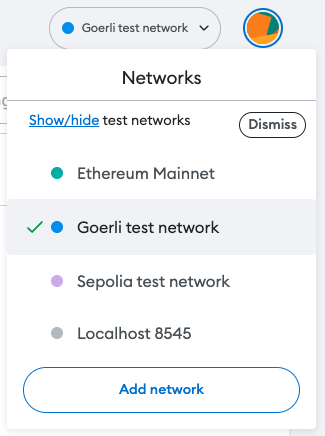 Goerli test network
Networks
Show/hide test networks
Dismiss
Ethereum Mainnet
Goerli test network
Sepolia test network
Localhost 8545
Add network